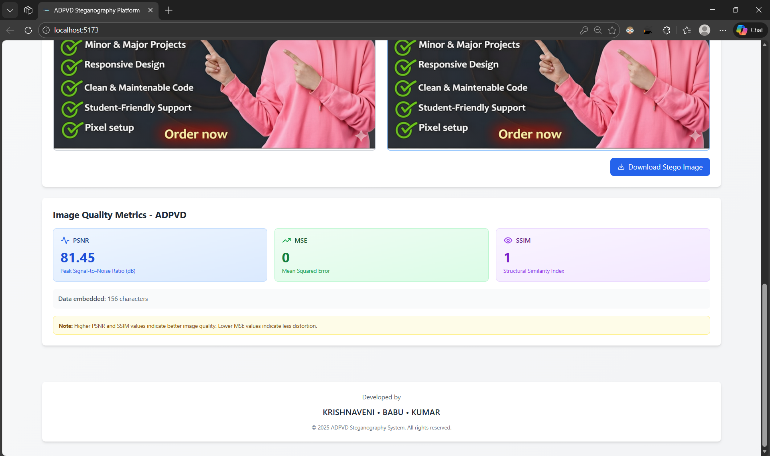 ADPVD Steganography Platform
localhost:5173
Minor & Major Projects
Responsive Design
Clean & Maintenable Code
Student-Friendly Support
Pixel setup
Order now
Minor & Major Projects
Responsive Design
Clean & Maintenable Code
Student-Friendly Support
Pixel setup
Order now
Download Stego Image
Image Quality Metrics - ADPVD
PSNR
81.45
Peak Signal-to-Noise Ratio (dB)
MSE
0
Mean Squared Error
SSIM
1
Structural Similarity Index
Data embedded: 156 characters
Note: Higher PSNR and SSIM values indicate better image quality. Lower MSE values indicate less distortion.
Developed by
KRISHNAVENI • BABU • KUMAR
© 2025 ADPVD Steganography System. All rights reserved.